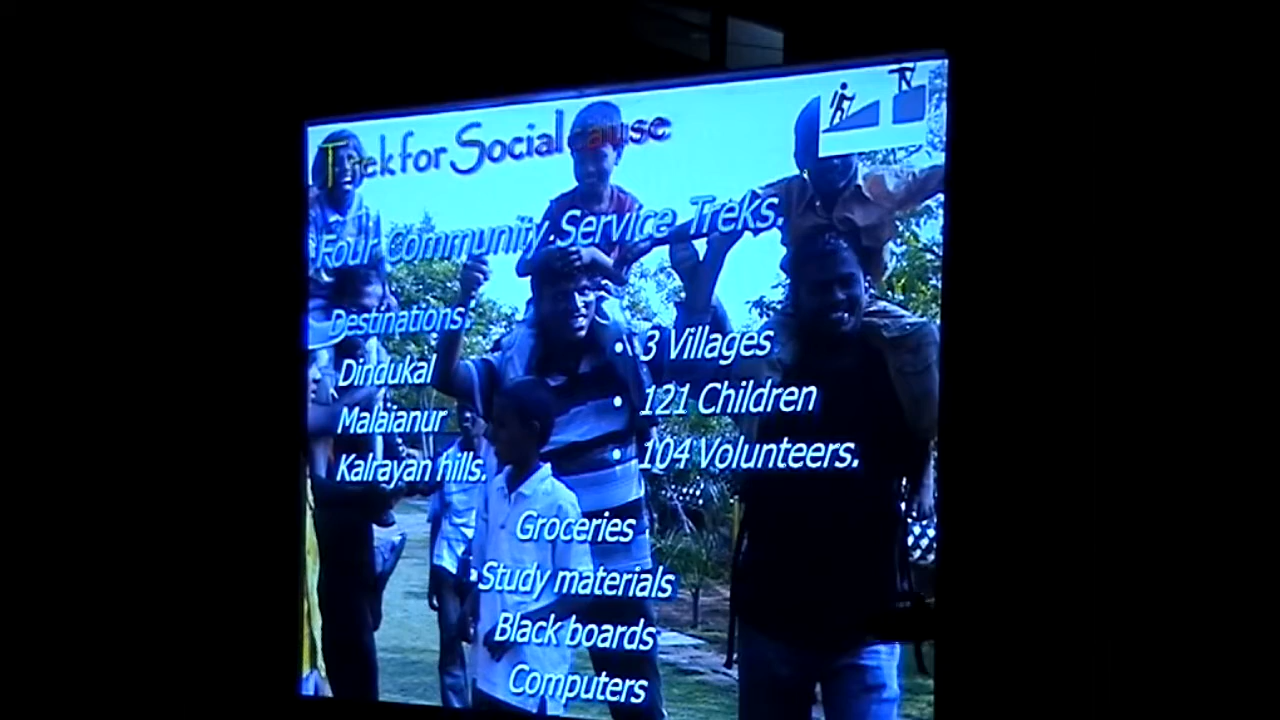 Trek for Social cause
Four Community Service Treks.
Destinations:
Dindukal
Malaianur
Kalrayan hills.
• 3 Villages
• 121 Children
• 104 Volunteers.
Groceries
Study materials
Black boards
Computers